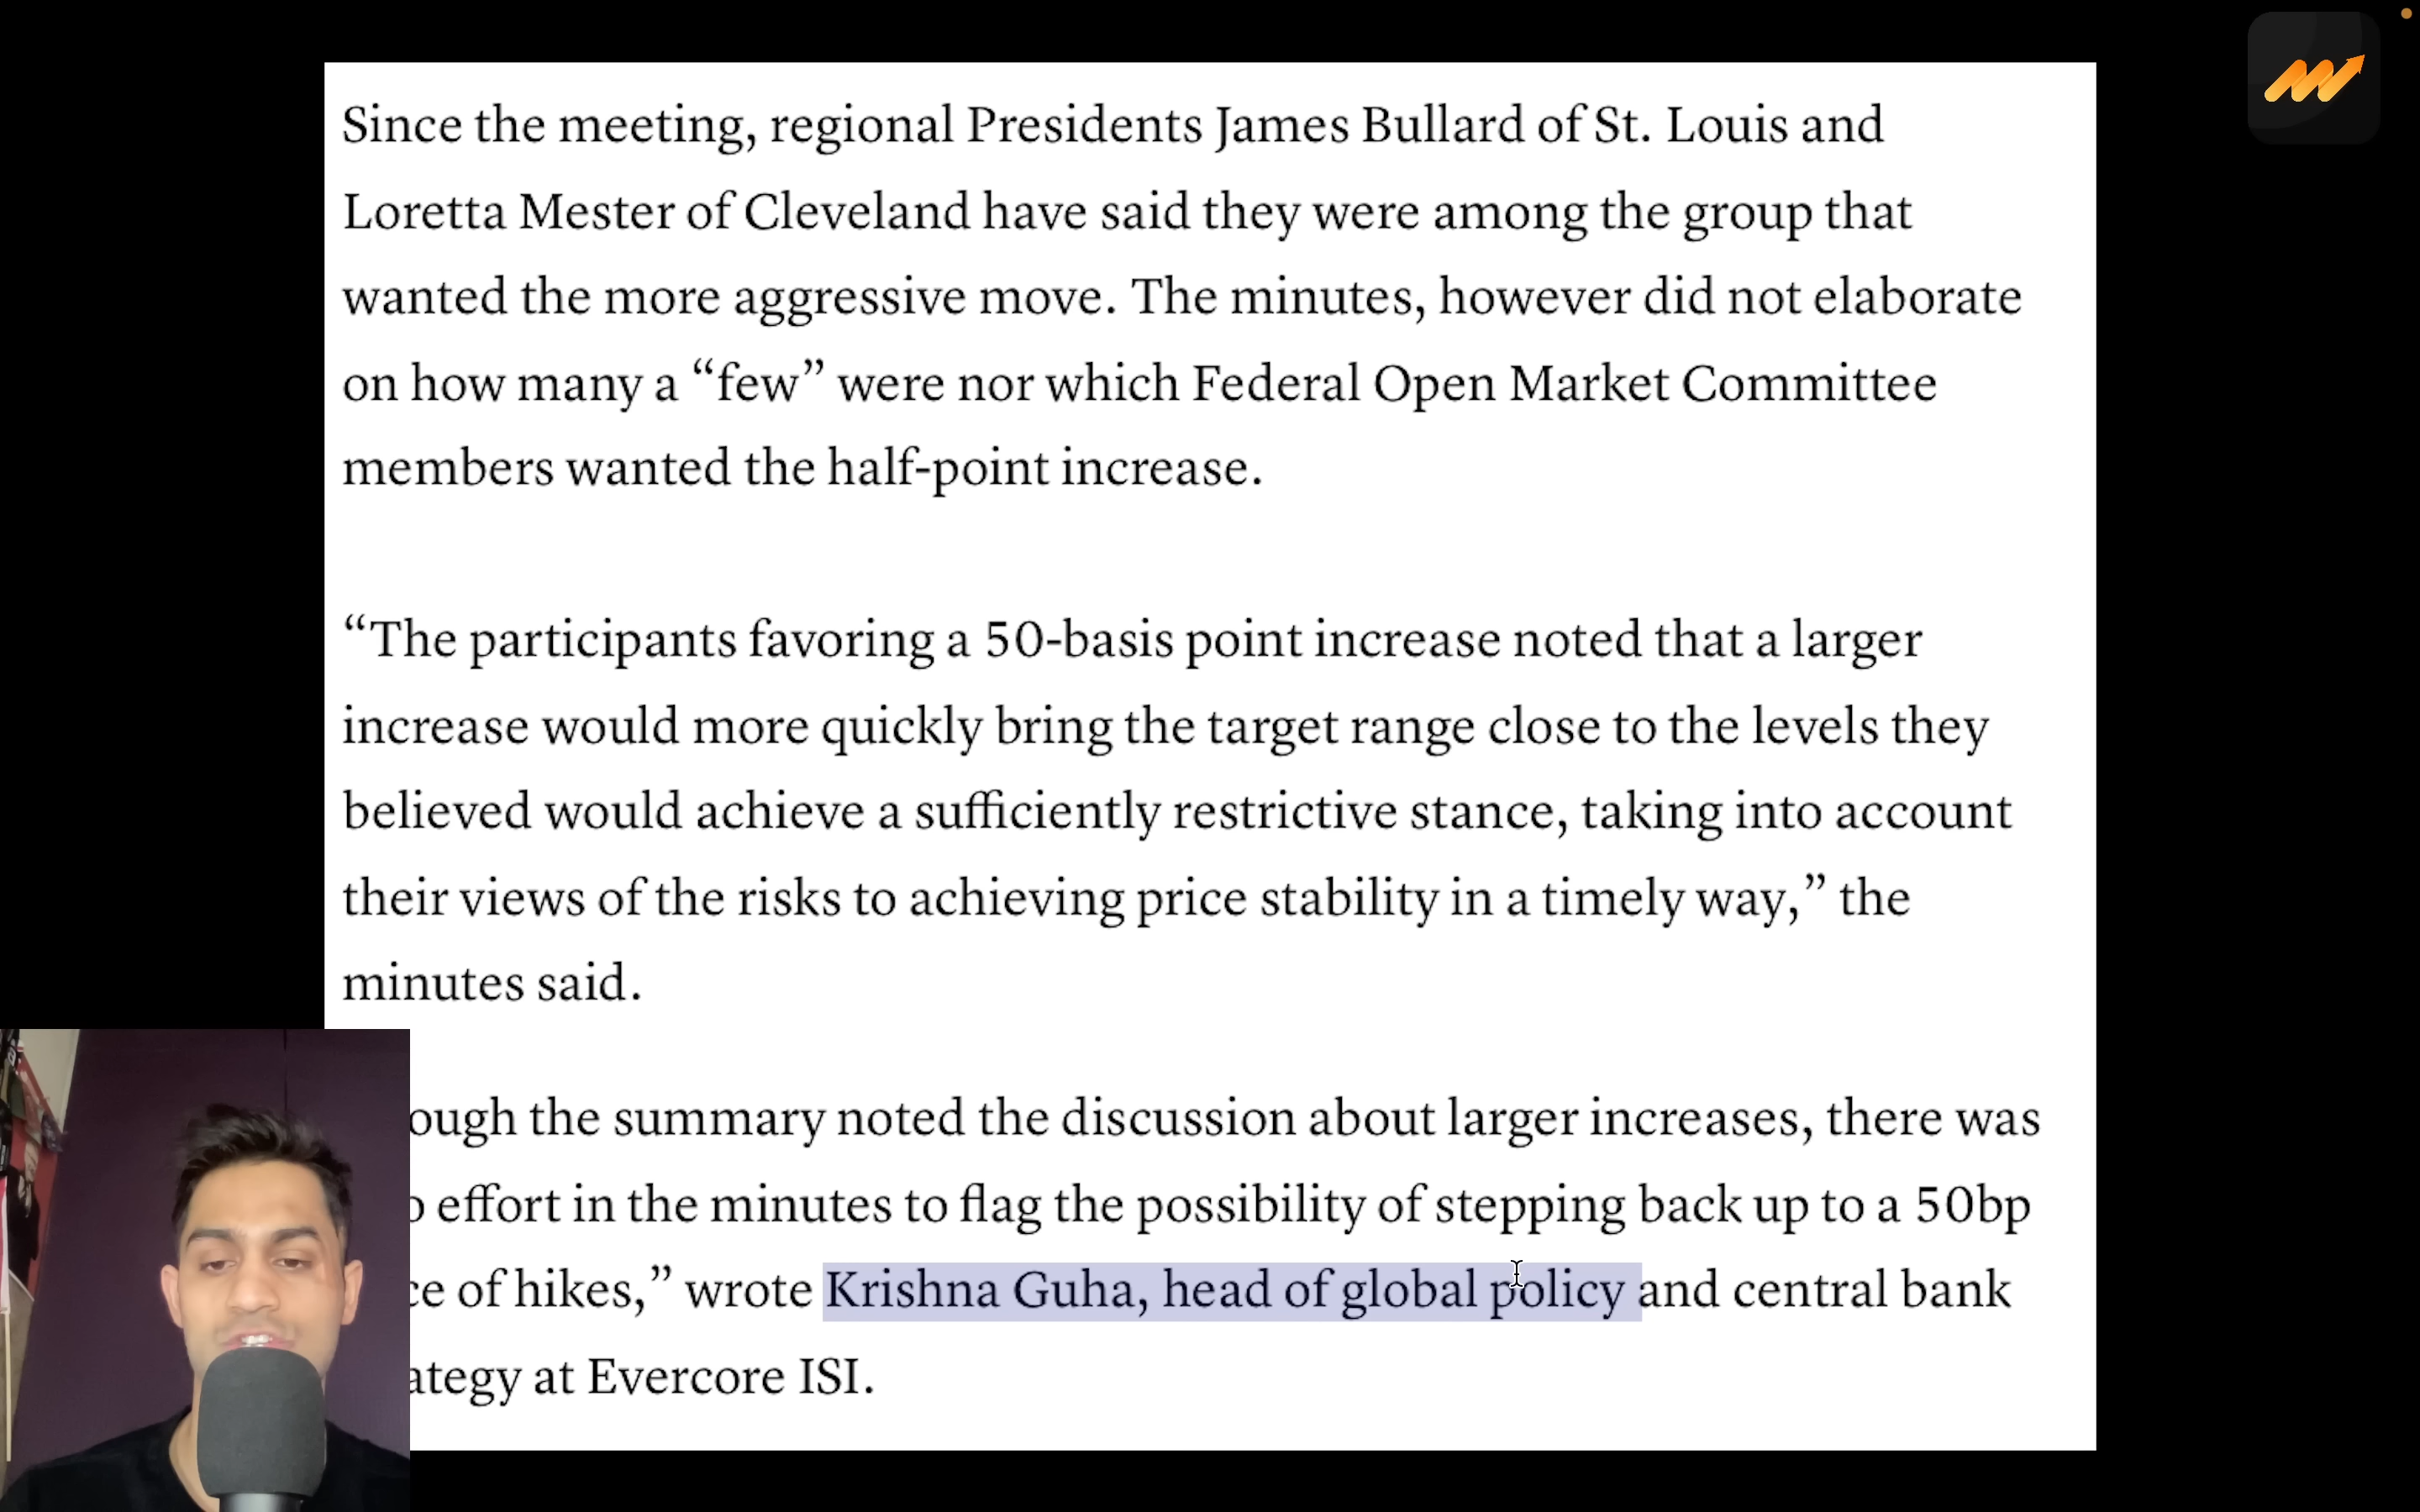 Since the meeting, regional Presidents James Bullard of St. Louis and
Loretta Mester of Cleveland have said they were among the group that
wanted the more aggressive move. The minutes, however did not elaborate
on how many a “few” were nor which Federal Open Market Committee
members wanted the half-point increase.
“The participants favoring a 50-basis point increase noted that a larger
increase would more quickly bring the target range close to the levels they
believed would achieve a sufficiently restrictive stance, taking into account
their views of the risks to achieving price stability in a timely way,” the
minutes said.
ough the summary noted the discussion about larger increases, there was
o effort in the minutes to flag the possibility of stepping back up to a 50bp
ce of hikes,” wrote Krishna Guha, head of global policy and central bank
ategy at Evercore ISI.